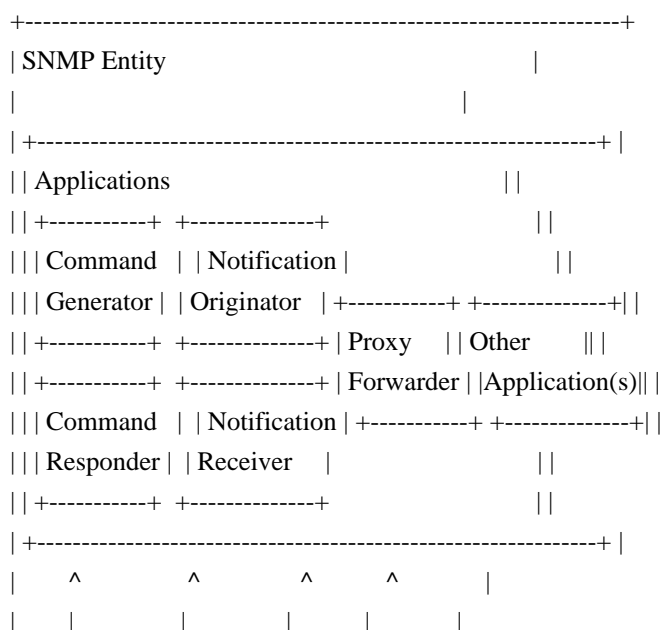 +-------------------------------------------------------------------+
| SNMP Entity |
| |
| +-------------------------------------------------------------+ |
| | Applications | |
| | +-----------+ +--------------+ | |
| | | Command | | Notification | | |
| | | Generator | | Originator | +-----------+ +--------------+| |
| | +-----------+ +--------------+ | Proxy | | Other || |
| | +-----------+ +--------------+ | Forwarder | |Application(s)|| |
| | | Command | | Notification | +-----------+ +--------------+| |
| | | Responder | | Receiver | | |
| | +-----------+ +--------------+ | |
| +-------------------------------------------------------------+ |
| ^ ^ ^ ^ |
| | | | | |